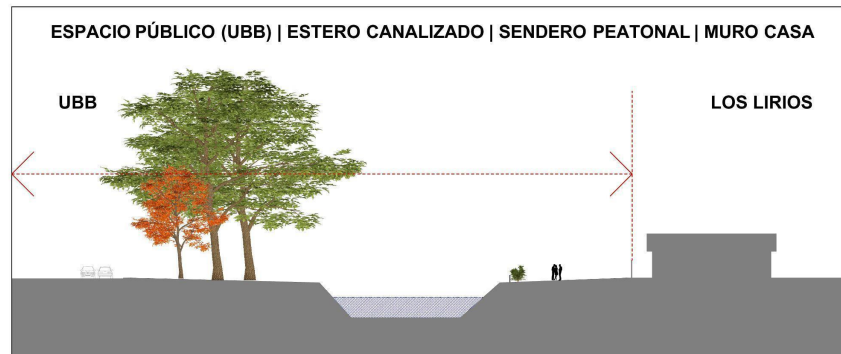 ESPACIO PÚBLICO (UBB) | ESTERO CANALIZADO | SENDERO PEATONAL | MURO CASA
UBB
LOS LIRIOS